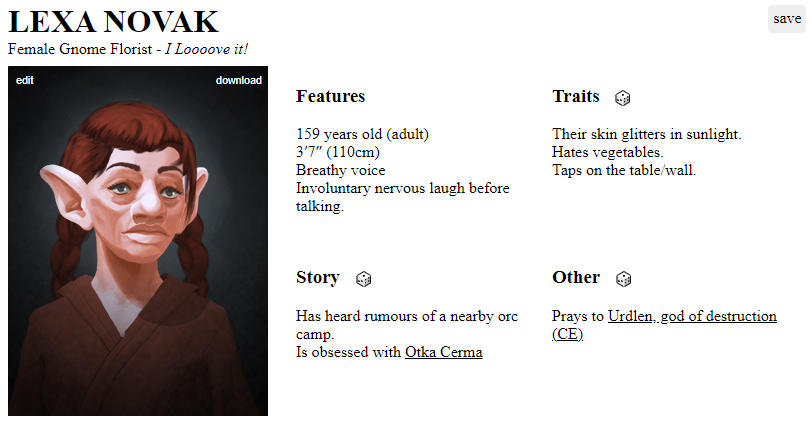 LEXA NOVAK
save
Female Gnome Florist - I Loooove it!
edit
download
Features
159 years old (adult)
3′7″ (110cm)
Breathy voice
Involuntary nervous laugh before
talking.
Traits
Their skin glitters in sunlight.
Hates vegetables.
Taps on the table/wall.
Story
Has heard rumours of a nearby orc
camp.
Is obsessed with Otka Cerma
Other
Prays to Urdlen, god of destruction
(CE)